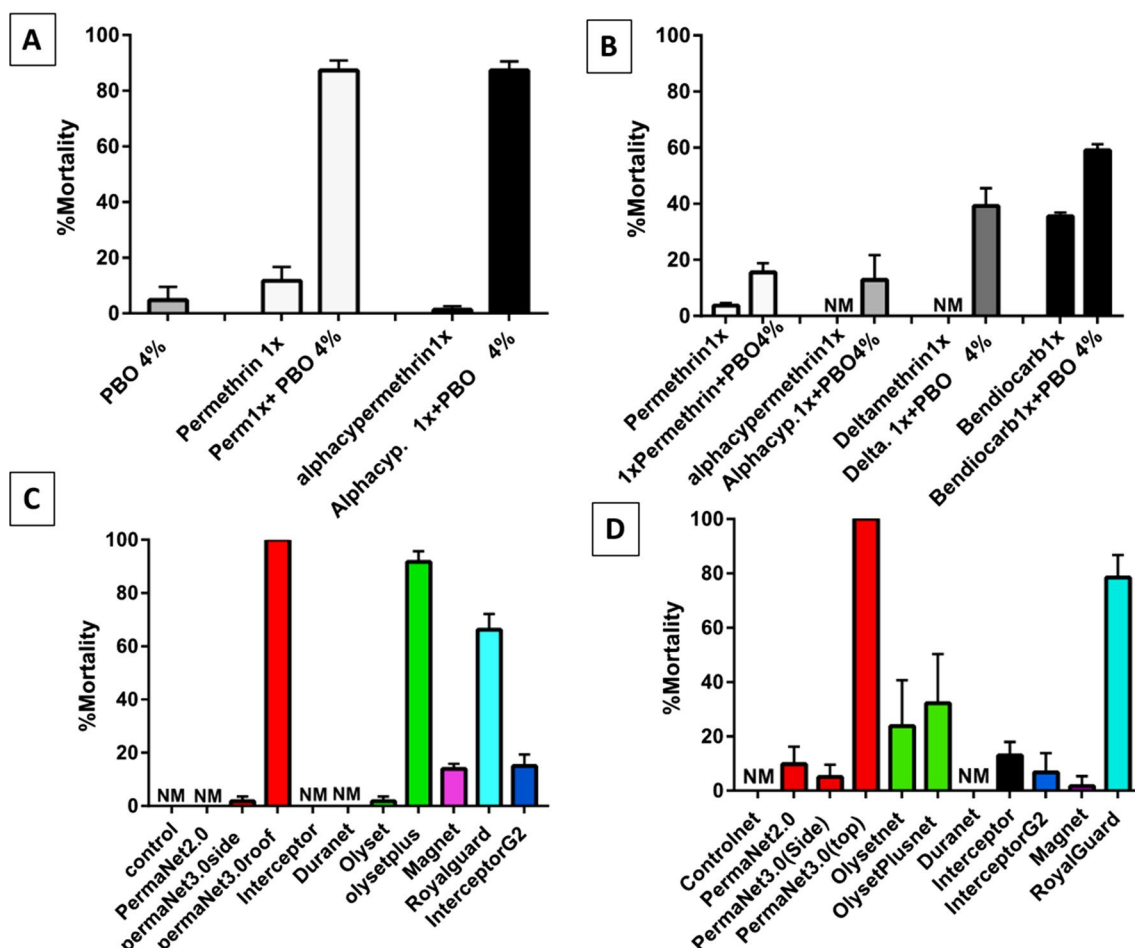 A
100
80
60
40
20
0
%Mortality
PBO 4%
Permethrin 1x
Perm1x+ PBO 4%
alphacypermethrin1x
Alphacyp. 1x+PBO 4%
B
100
80
60
40
20
0
%Mortality
NM
NM
Permethrin1x
1xPermethrin+PBO4%
alphacypermethrin1x
Alphacyp.1x+PBO4%
Deltamethrin1x
Delta. 1x+PBO 4%
Bendiocarb1x
Bendiocarb1x+PBO 4%
C
100
80
60
40
20
0
%Mortality
NM
NM
NM
NM
control
PermaNet2.0
permaNet3.0side
permaNet3.0roof
Interceptor
Duranet
Olyset
olysetplus
Magnet
Royalguard
InterceptorG2
D
100
80
60
40
20
0
%Mortality
NM
NM
Controlnet
PermaNet2.0
PermaNet3.0(Side)
PermaNet3.0(top)
Olysetnet
OlysetPlusnet
Duranet
Interceptor
InterceptorG2
Magnet
RoyalGuard